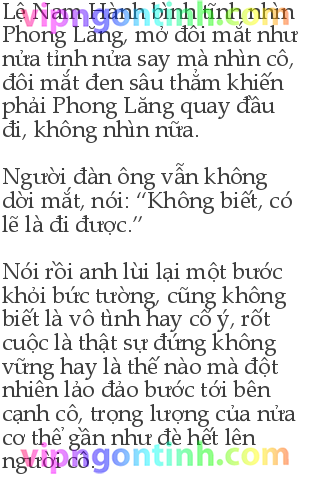 Lệ Nam Hành bình tĩnh nhìn
Phong Lăng, mở đôi mắt như
nửa tỉnh nửa say mà nhìn cô,
đôi mắt đen sâu thẳm khiến
phải Phong Lăng quay đầu
đi, không nhìn nữa.
Người đàn ông vẫn không
dời mắt, nói: “Không biết, có
lẽ là đi được.”
Nói rồi anh lùi lại một bước
khỏi bức tường, cũng không
biết là vô tình hay cố ý, rốt
cuộc là thật sự đứng không
vững hay là thế nào mà đột
nhiên lảo đảo bước tới bên
cạnh cô, trọng lượng của nửa
cơ thể gần như đè hết lên
người cô.
vipngontinh.com
vipngontinh.com